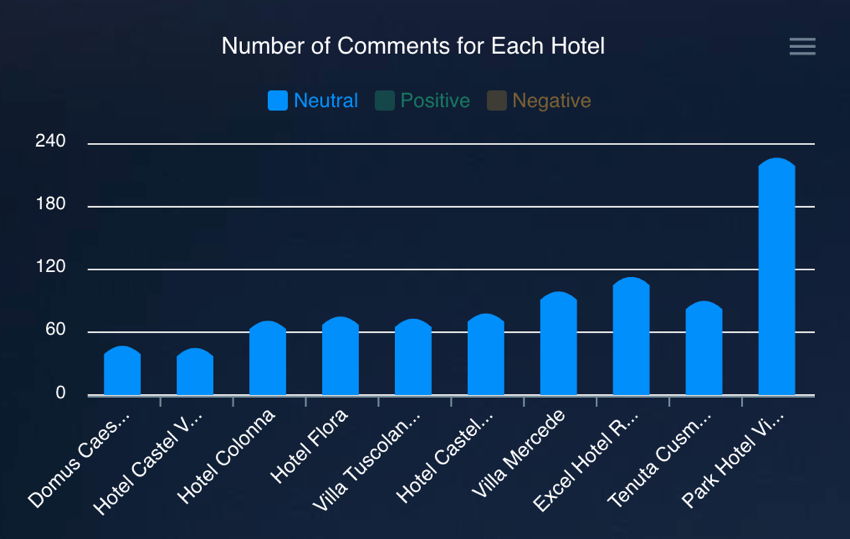 Number of Comments for Each Hotel
Neutral Positive Negative
240
180
120
60
0
Domus Caes...
Hotel Castel V...
Hotel Colonna
Hotel Flora
Villa Tuscolan...
Hotel Castel...
Villa Mercede
Excel Hotel R...
Tenuta Cusm...
Park Hotel Vi...